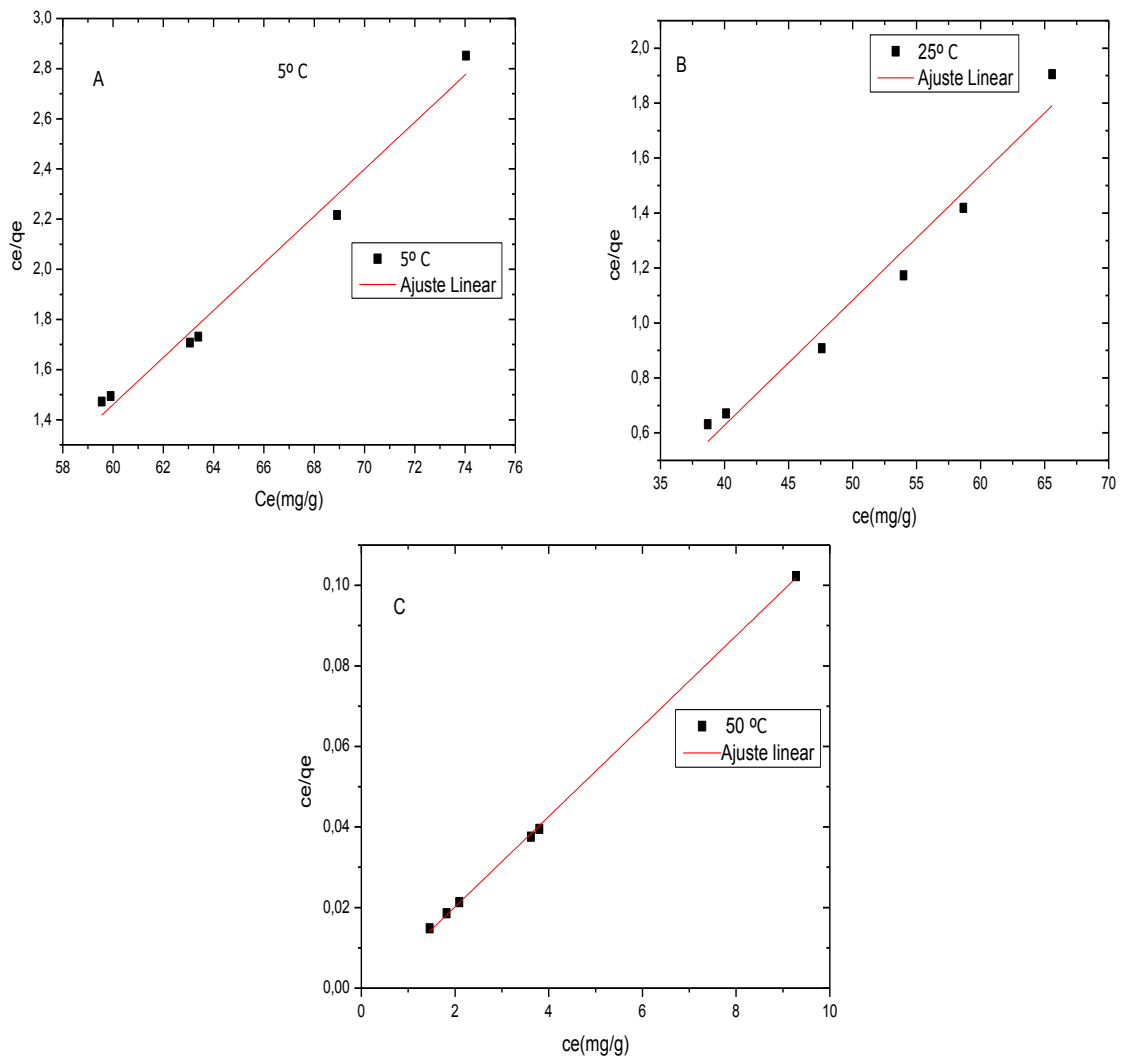 A
5º C
3,0
2,8
2,6
2,4
2,2
2,0
1,8
1,6
1,4
ce/qe
5º C
Ajuste Linear
58 60 62 64 66 68 70 72 74 76
Ce(mg/g)
B
25º C
Ajuste Linear
2,0
1,8
1,6
1,4
1,2
1,0
0,8
0,6
ce/qe
35 40 45 50 55 60 65 70
ce(mg/g)
C
0,10
0,08
0,06
0,04
0,02
0,00
ce/qe
50 ºC
Ajuste linear
0 2 4 6 8 10
ce(mg/g)